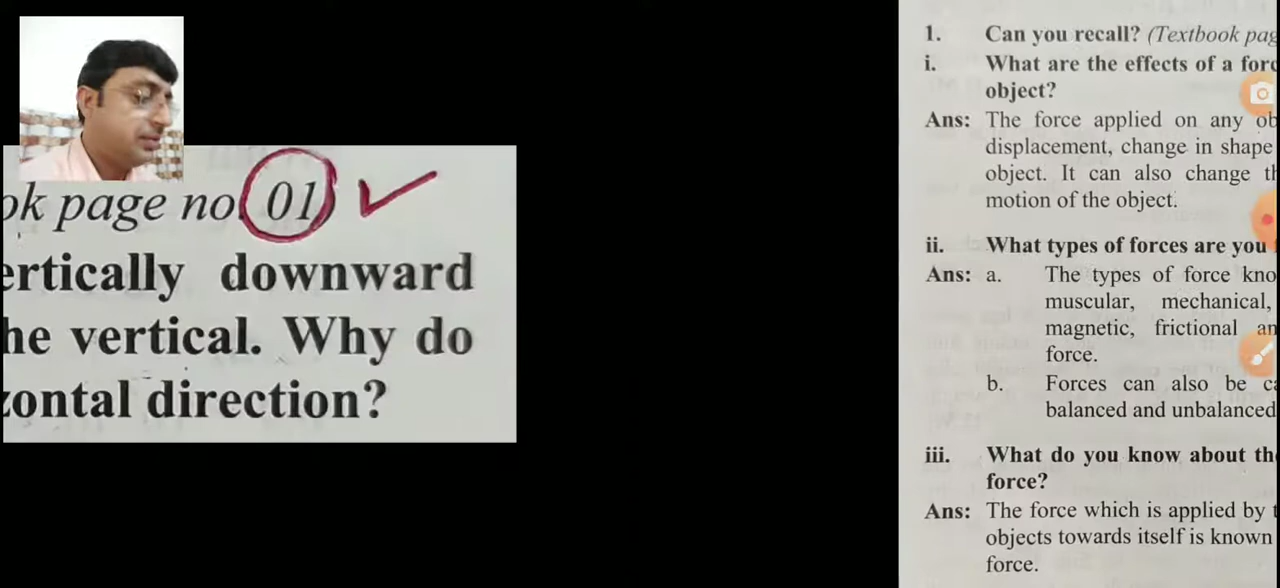 ok page no. 01)
ertically downward
he vertical. Why do
zontal direction?
1. Can you recall? (Textbook pag
i. What are the effects of a forc
object?
Ans: The force applied on any ob
displacement, change in shape
object. It can also change th
motion of the object.
ii. What types of forces are you
Ans: a. The types of force kno
muscular, mechanical,
magnetic, frictional an
force.
b. Forces can also be ca
balanced and unbalanced
iii. What do you know about the
force?
Ans: The force which is applied by t
objects towards itself is known
force.